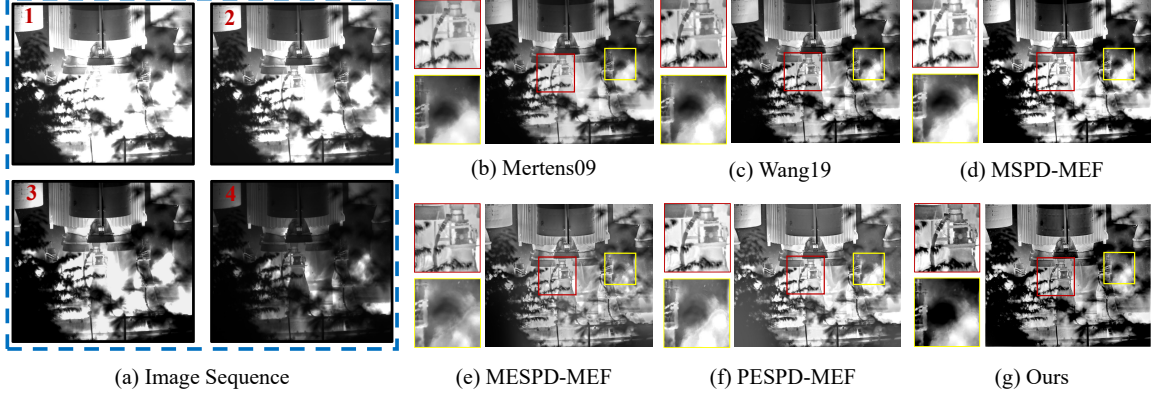 1
2
(b) Mertens09
(c) Wang19
(d) MSPD-MEF
3
4
(a) Image Sequence
(e) MESPD-MEF
(f) PESPD-MEF
(g) Ours